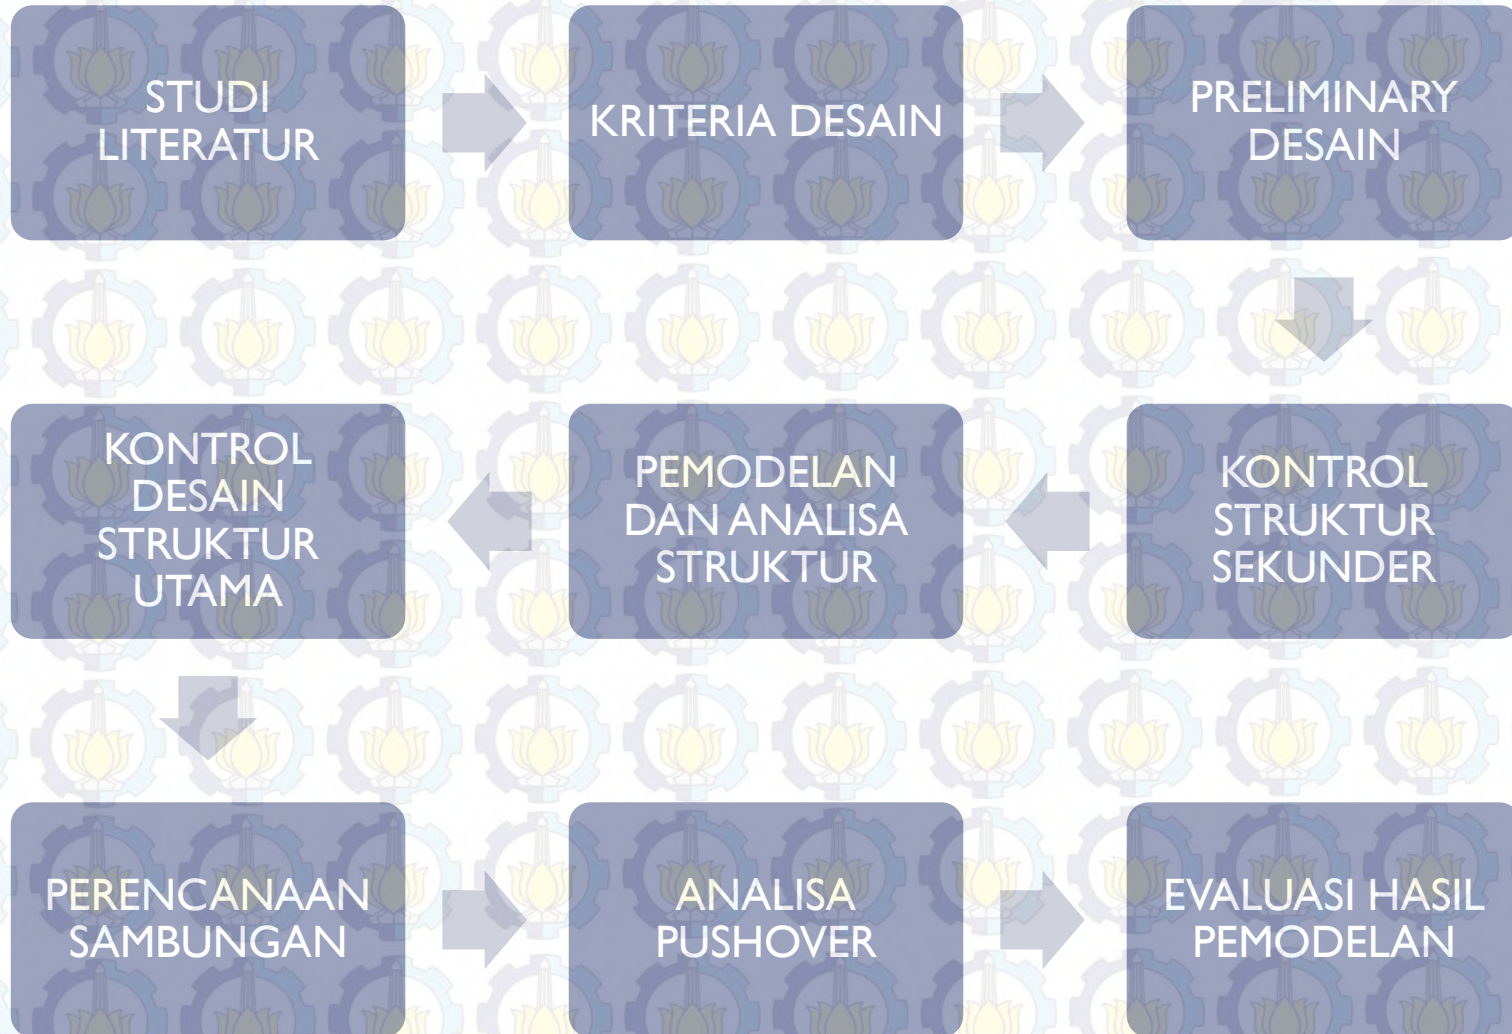 STUDI
LITERATUR
KRITERIA DESAIN
PRELIMINARY
DESAIN
KONTROL
STRUKTUR
SEKUNDER
PEMODELAN
DAN ANALISA
STRUKTUR
KONTROL
DESAIN
STRUKTUR
UTAMA
PERENCANAAN
SAMBUNGAN
ANALISA
PUSHOVER
EVALUASI HASIL
PEMODELAN